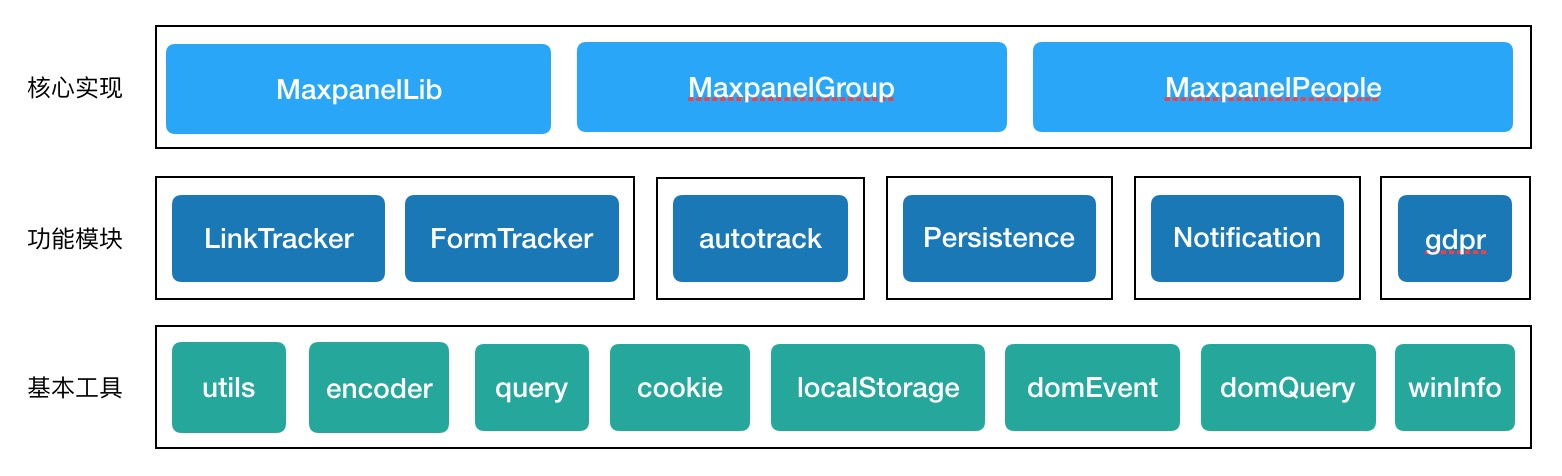 核心实现
MaxpanelLib
MaxpanelGroup
MaxpanelPeople
功能模块
LinkTracker
FormTracker
autotrack
Persistence
Notification
gdpr
基本工具
utils
encoder
query
cookie
localStorage
domEvent
domQuery
winInfo